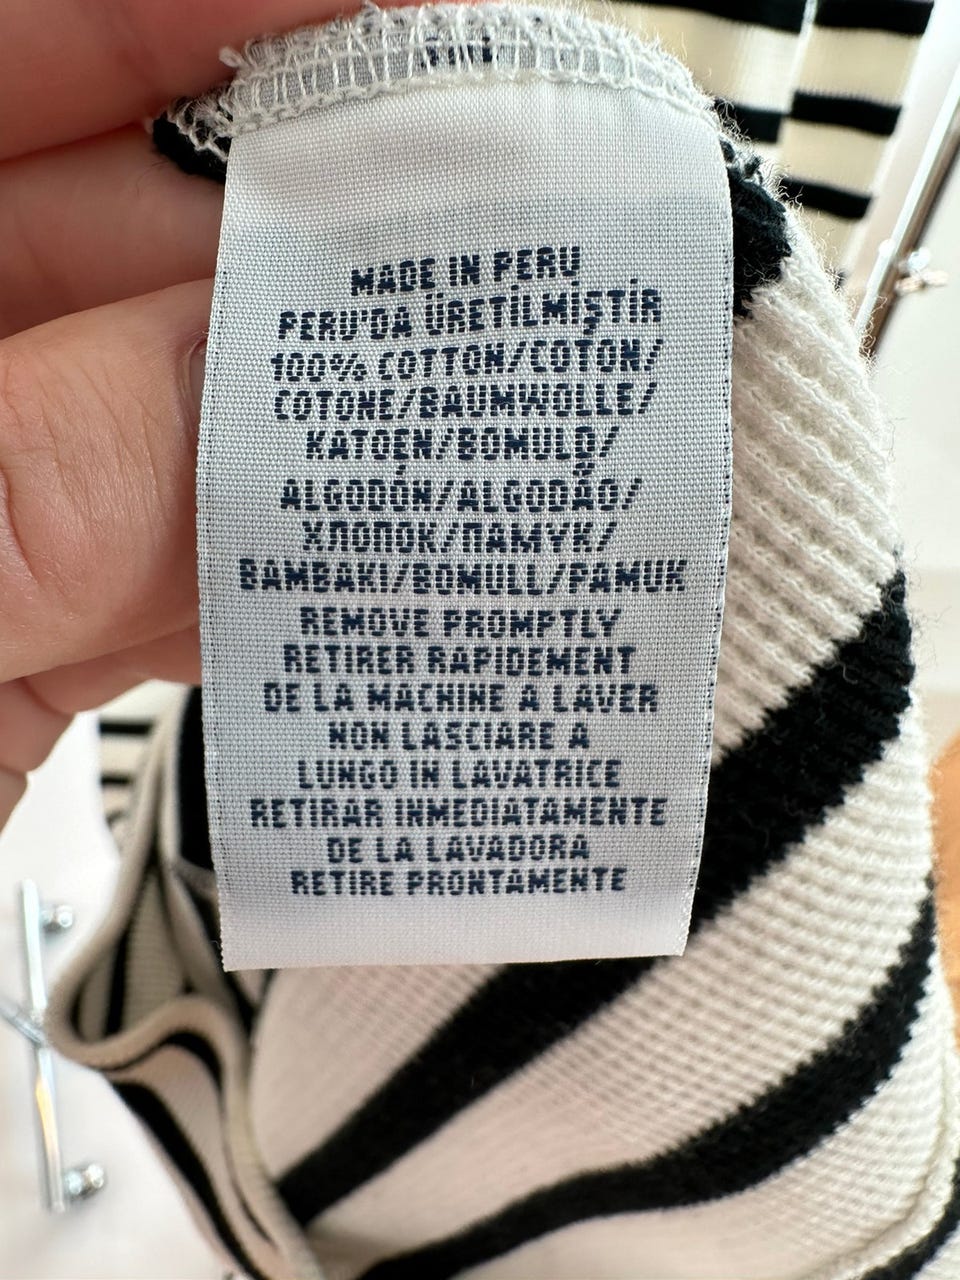 MADE IN PERU
PERU'DA ÜRETİLMİŞTİR
100% COTTON/COTON/
COTONE/BAUMWOLLE/
KATOEN/BOMULD/
ALGODÓN/ALGODÃO/
ХЛОПОК/ПАМУК/
BAMBAKI/BOMULL/PAMUK
REMOVE PROMPTLY
RETIRER RAPIDEMENT
DE LA MACHINE A LAVER
NON LASCIARE A
LUNGO IN LAVATRICE
RETIRAR INMEDIATAMENTE
DE LA LAVADORA
RETIRE PRONTAMENTE